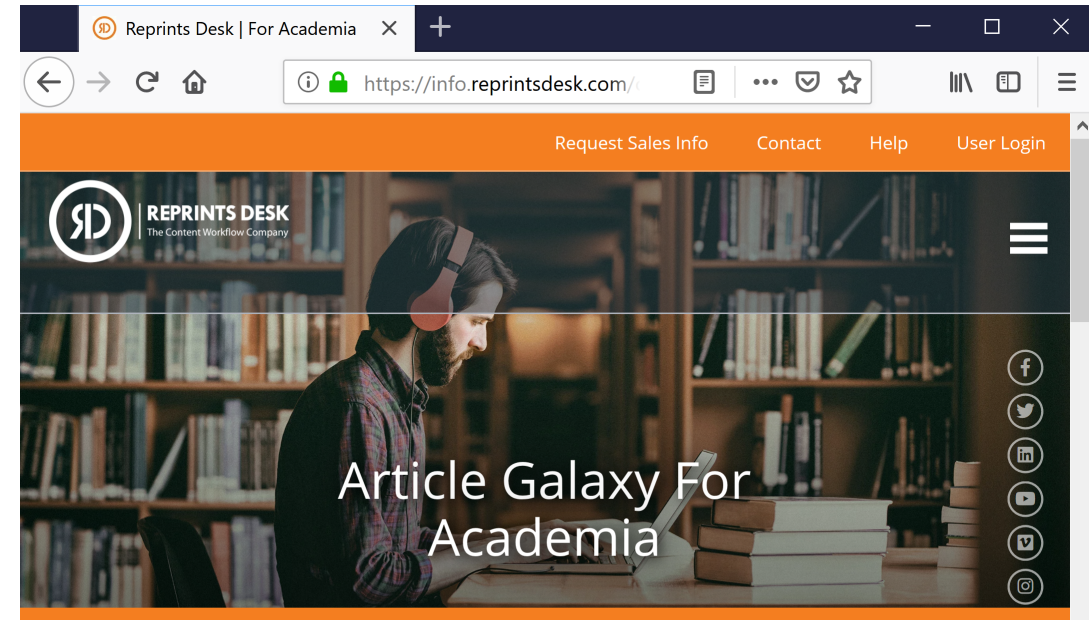 Reprints Desk | For Academia
https://info.reprintsdesk.com/
Request Sales Info Contact Help User Login
RD
REPRINTS DESK
The Content Workflow Company
Article Galaxy For
Academia